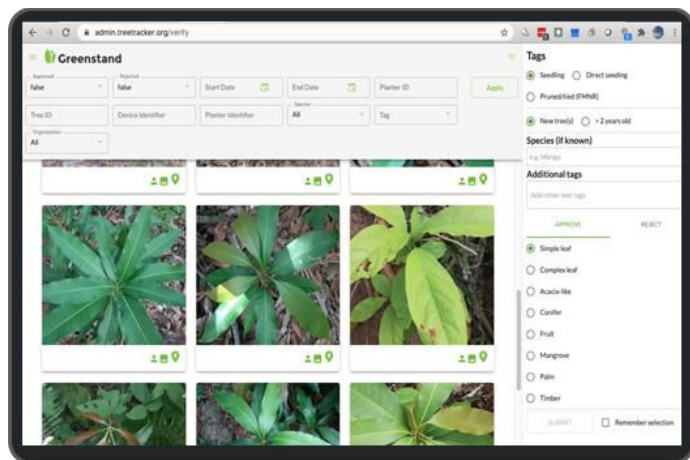 admin.treetracker.org/verify
Greenstand
Approved
false
Rejected
false
Start Date
End Date
Planter ID
Apply
Tree ID
Device Identifier
Planter Identifier
Species
All
Tag
Organization
All
Tags
Seedling
Direct seeding
Pruned/tied (FMNR)
New tree(s)
> 2 years old
Species (if known)
e.g. Mango
Additional tags
Add other text tags
APPROVE
REJECT
Simple leaf
Complex leaf
Acacia-like
Conifer
Fruit
Mangrove
Palm
Timber
SUBMIT
Remember selection